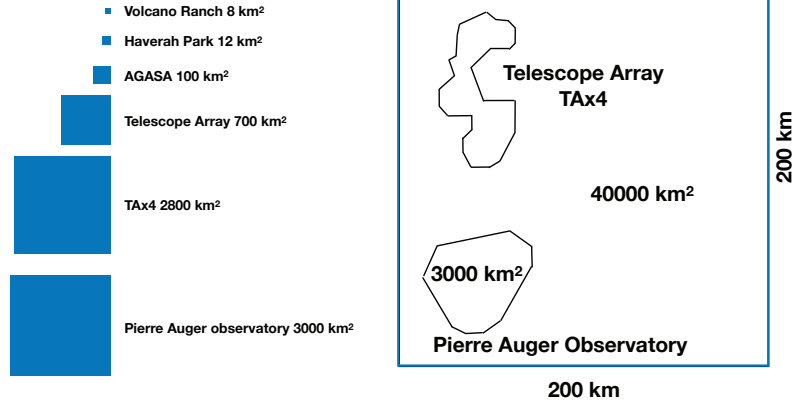 Volcano Ranch 8 km²
Haverah Park 12 km²
AGASA 100 km²
Telescope Array 700 km²
TAx4 2800 km²
Pierre Auger observatory 3000 km²
Telescope Array
TAx4
40000 km²
3000 km²
Pierre Auger Observatory
200 km
200 km